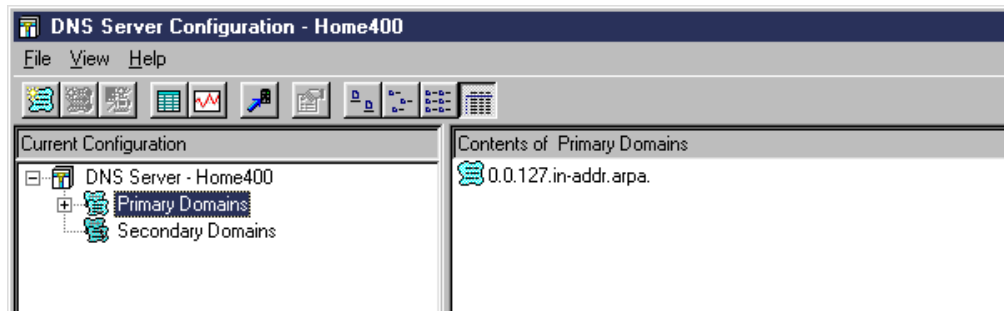 DNS Server Configuration - Home400
File View Help
Current Configuration
Contents of Primary Domains
DNS Server - Home400
0.0.127.in-addr.arpa.
Primary Domains
Secondary Domains